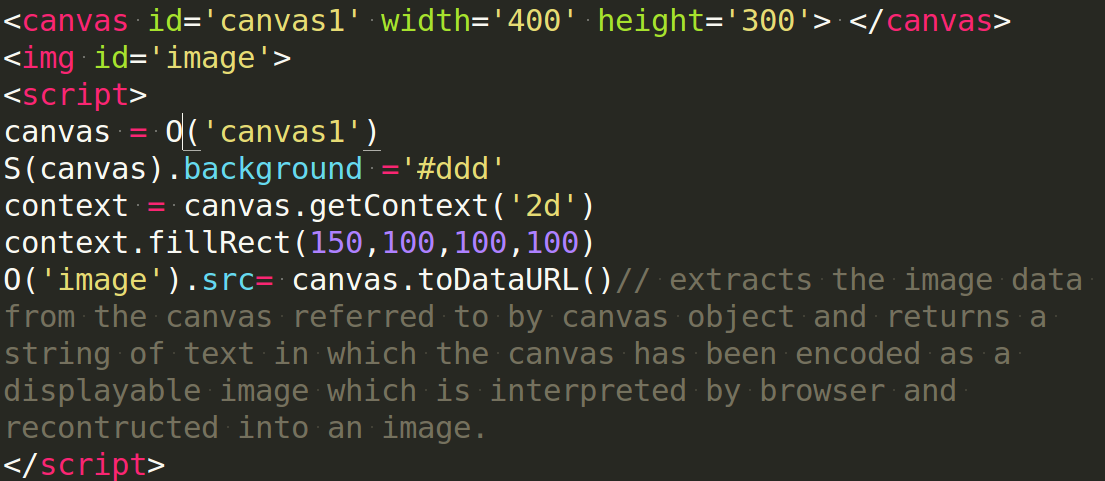 <canvas id='canvas1' width='400' height='300'> </canvas>
<img id='image'>
<script>
canvas = O('canvas1')
S(canvas).background ='#ddd'
context = canvas.getContext('2d')
context.fillRect(150,100,100,100)
O('image').src= canvas.toDataURL()// extracts the image data
from the canvas referred to by canvas object and returns a
string of text in which the canvas has been encoded as a
displayable image which is interpreted by browser and
recontructed into an image.
</script>